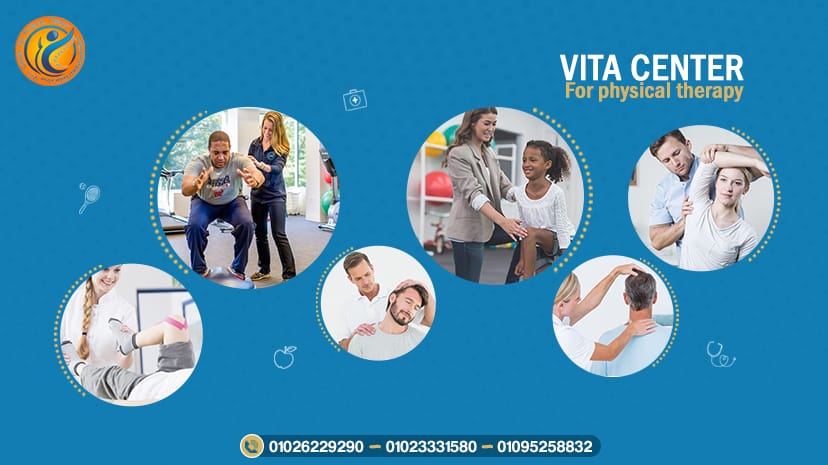 VITA CENTER
For physical therapy
01026229290 – 01023331580 – 01095258832